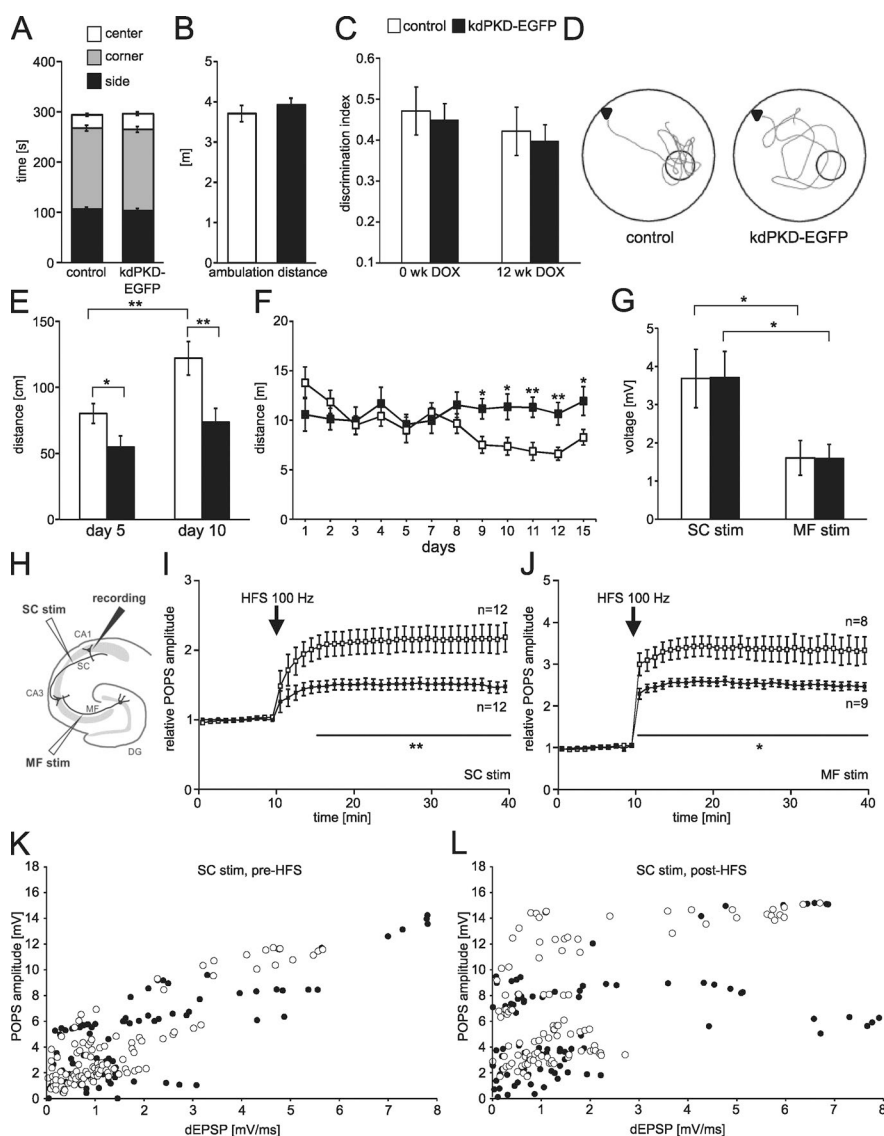 A
center
corner
side
time [s]
400
300
200
100
0
control
kdPKD-
EGFP
B
[m]
5
4
3
2
1
0
ambulation distance
C
control
kdPKD-EGFP
discrimination index
0.6
0.5
0.4
0.3
0.2
0.1
0 wk DOX
12 wk DOX
D
control
kdPKD-EGFP
E
distance [cm]
150
100
50
0
**
*
**
day 5
day 10
F
distance [m]
20
15
10
5
0
* * ** ** *
1 2 3 4 5 7 8 9 10 11 12 15
days
G
voltage [mV]
5
4
3
2
1
0
*
*
SC stim
MF stim
H
recording
SC stim
CA1
SC
CA3
MF
DG
MF stim
I
relative POPS amplitude
3
2
1
0
HFS 100 Hz
n=12
n=12
**
SC stim
0 10 20 30 40
time [min]
J
relative POPS amplitude
5
4
3
2
1
0
HFS 100 Hz
n=8
n=9
*
MF stim
0 10 20 30 40
time [min]
K
SC stim, pre-HFS
POPS amplitude [mV]
18
16
14
12
10
8
6
4
2
0
0 1 2 3 4 5 6 7 8
dEPSP [mV/ms]
L
SC stim, post-HFS
POPS amplitude [mV]
18
16
14
12
10
8
6
4
2
0
0 1 2 3 4 5 6 7 8
dEPSP [mV/ms]